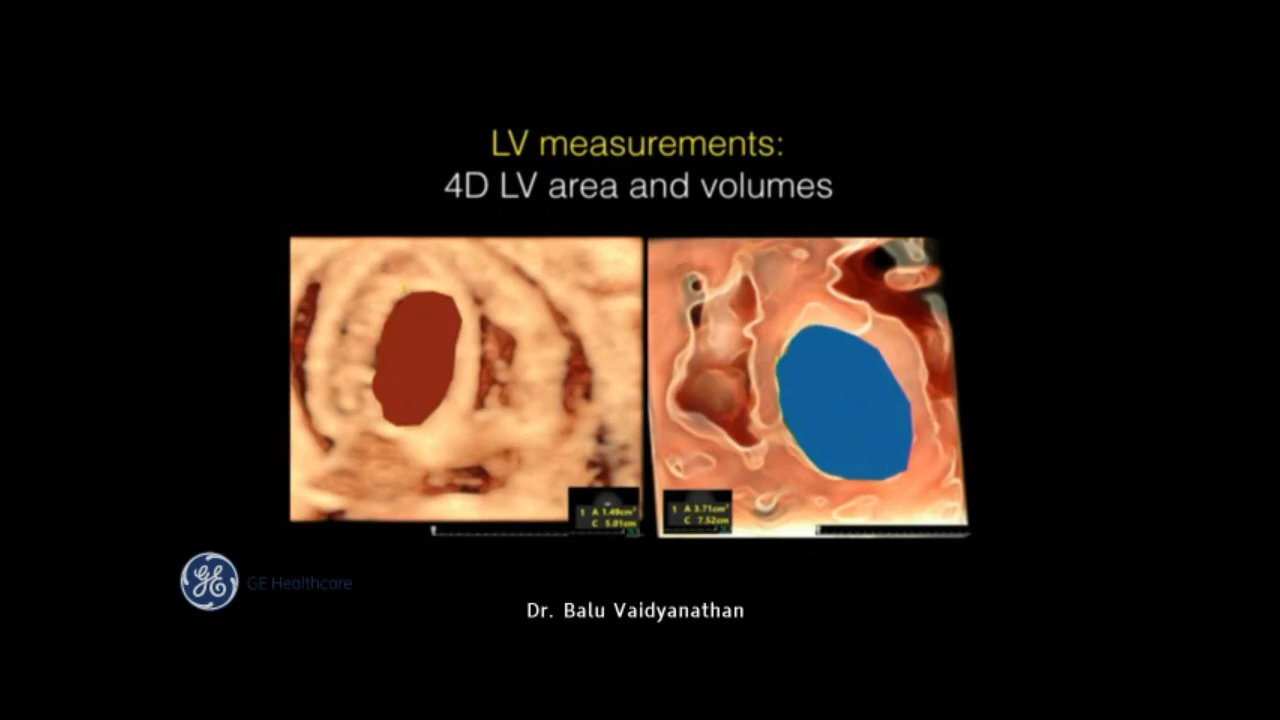 LV measurements:
4D LV area and volumes
1 A 1.49cm²
C 5.01cm
1 A 3.71cm²
C 7.52cm
GE GE Healthcare
Dr. Balu Vaidyanathan